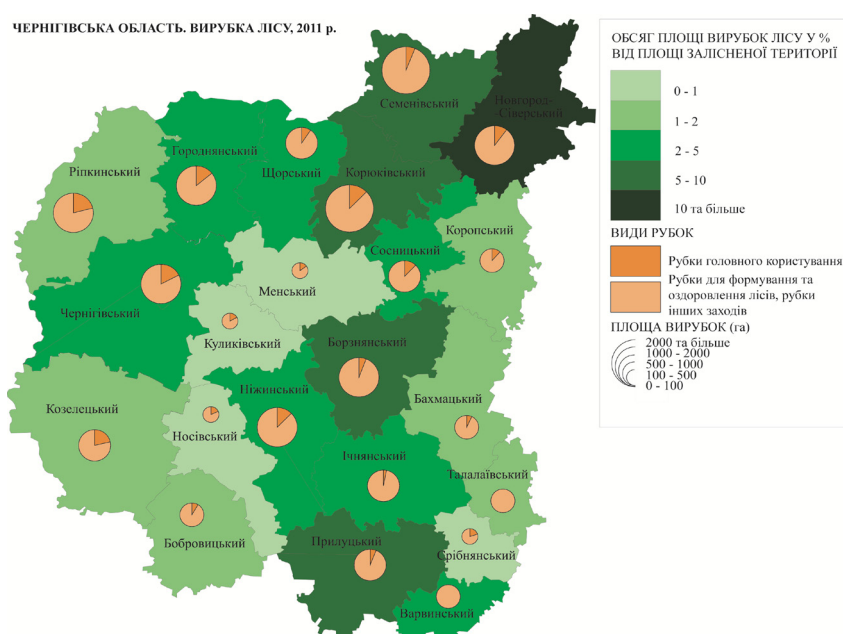 ЧЕРНІГІВСЬКА ОБЛАСТЬ. ВИРУБКА ЛІСУ, 2011 р.
ОБСЯГ ПЛОЩІ ВИРУБОК ЛІСУ У %
ВІД ПЛОЩІ ЗАЛІСНЕНОЇ ТЕРИТОРІЇ
0 - 1
1 - 2
2 - 5
5 - 10
10 та більше
ВИДИ РУБОК
Рубки головного користування
Рубки для формування та
оздоровлення лісів, рубки
інших заходів
ПЛОЩА ВИРУБОК (га)
2000 та більше
1000 - 2000
500 - 1000
100 - 500
0 - 100
Семенівський
Новгород-
-Сіверський
Городнянський
Ріпкинський
Щорський
Корюківський
Коропський
Сосницький
Менський
Чернігівський
Куликівський
Борзнянський
Ніжинський
Бахмацький
Козелецький
Носівський
Ічнянський
Талалаївський
Бобровицький
Прилуцький
Срібнянський
Варвинський